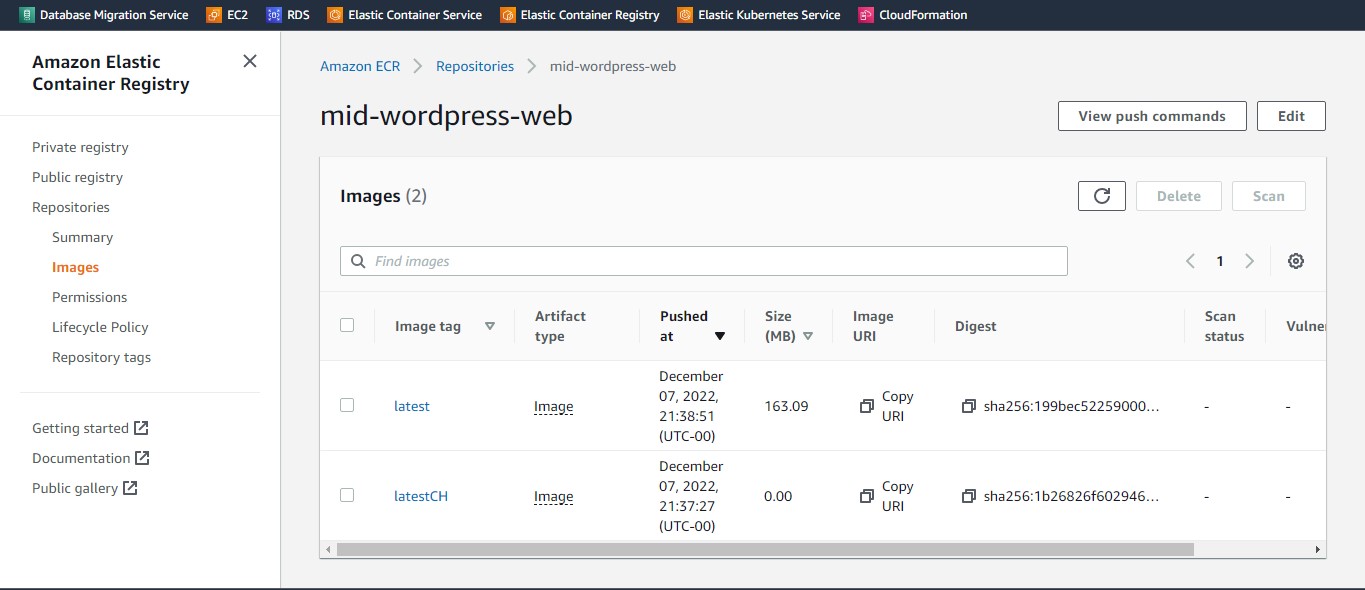 Database Migration Service EC2 RDS Elastic Container Service Elastic Container Registry Elastic Kubernetes Service CloudFormation
Amazon Elastic
Container Registry
Private registry
Public registry
Repositories
Summary
Images
Permissions
Lifecycle Policy
Repository tags
Getting started
Documentation
Public gallery
Amazon ECR > Repositories > mid-wordpress-web
mid-wordpress-web
View push commands Edit
Images (2)
Delete Scan
Find images
1
Image tag Artifact type Pushed at Size (MB) Image URI Digest Scan status Vulne
latest Image December 07, 2022, 21:38:51 (UTC-00) 163.09 Copy URI sha256:199bec52259000... - -
latestCH Image December 07, 2022, 21:37:27 (UTC-00) 0.00 Copy URI sha256:1b26826f602946... - -